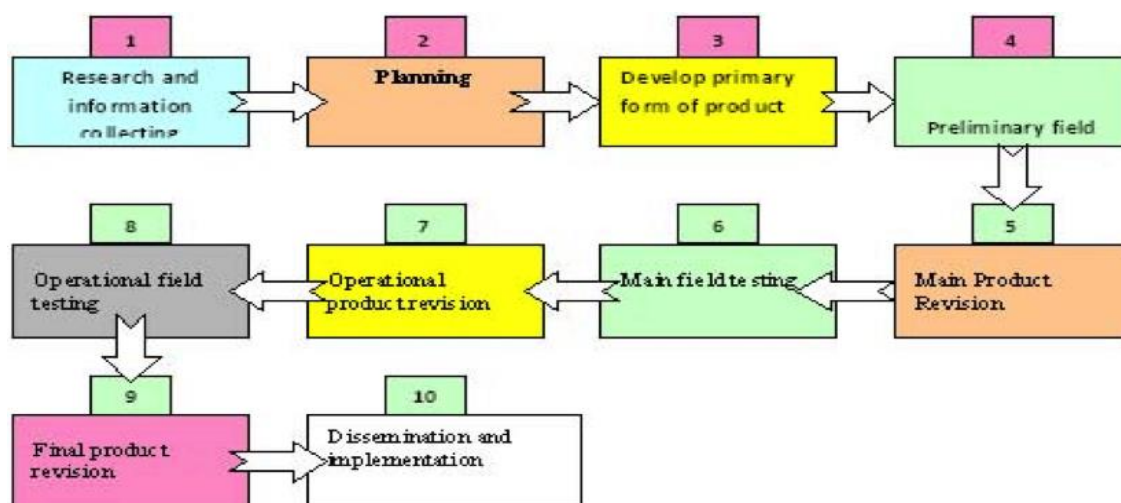 1
Research and
information
collecting
2
Planning
3
Develop primary
form of product
4
Preliminary field
5
Main Product
Revision
6
Main field testing
7
Operational
product revision
8
Operational field
testing
9
Final product
revision
10
Dissemination and
implementation